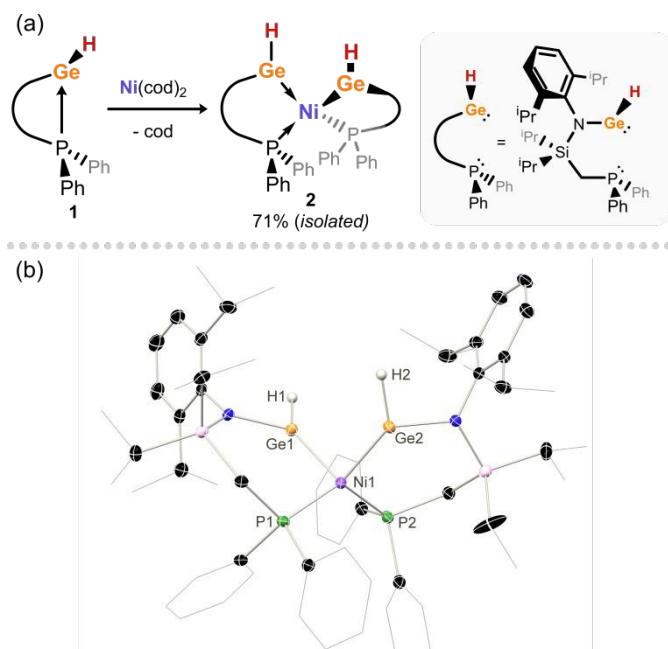 (a)
H
Ge
P
Ph
Ph
1
Ni(cod)2
- cod
H
Ge
H
Ge
Ni
P
Ph
Ph
P
Ph
Ph
2
71% (isolated)
H
Ge:
P
Ph
Ph
=
iPr
iPr
N
Ge:
H
iPr
Si
iPr
P
Ph
Ph
(b)
H1
H2
Ge1
Ge2
Ni1
P1
P2